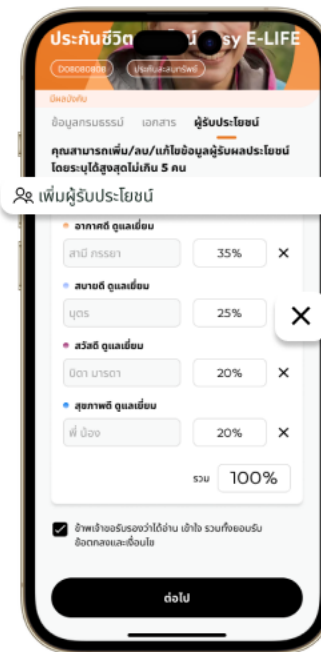 ประกันชีวิต
sy E-LIFE
ประกันสะสมทรัพย์
มีผลบังคับ
ข้อมูลกรมธรรม์ เอกสาร ผู้รับประโยชน์
คุณสามารถเพิ่ม/ลบ/แก้ไขข้อมูลผู้รับผลประโยชน์
โดยระบุได้สูงสุดไม่เกิน 5 คน
เพิ่มผู้รับประโยชน์
อากาศดี ดูแลเยี่ยม
สามี ภรรยา 35%
สบายดี ดูแลเยี่ยม
บุตร 25%
สวัสดี ดูแลเยี่ยม
บิดา มารดา 20%
สุขภาพดี ดูแลเยี่ยม
พี่ น้อง 20%
รวม 100%
ข้าพเจ้าขอรับรองว่าได้อ่าน เข้าใจ รวมทั้งยอมรับ
ข้อตกลงและเงื่อนไข
ต่อไป